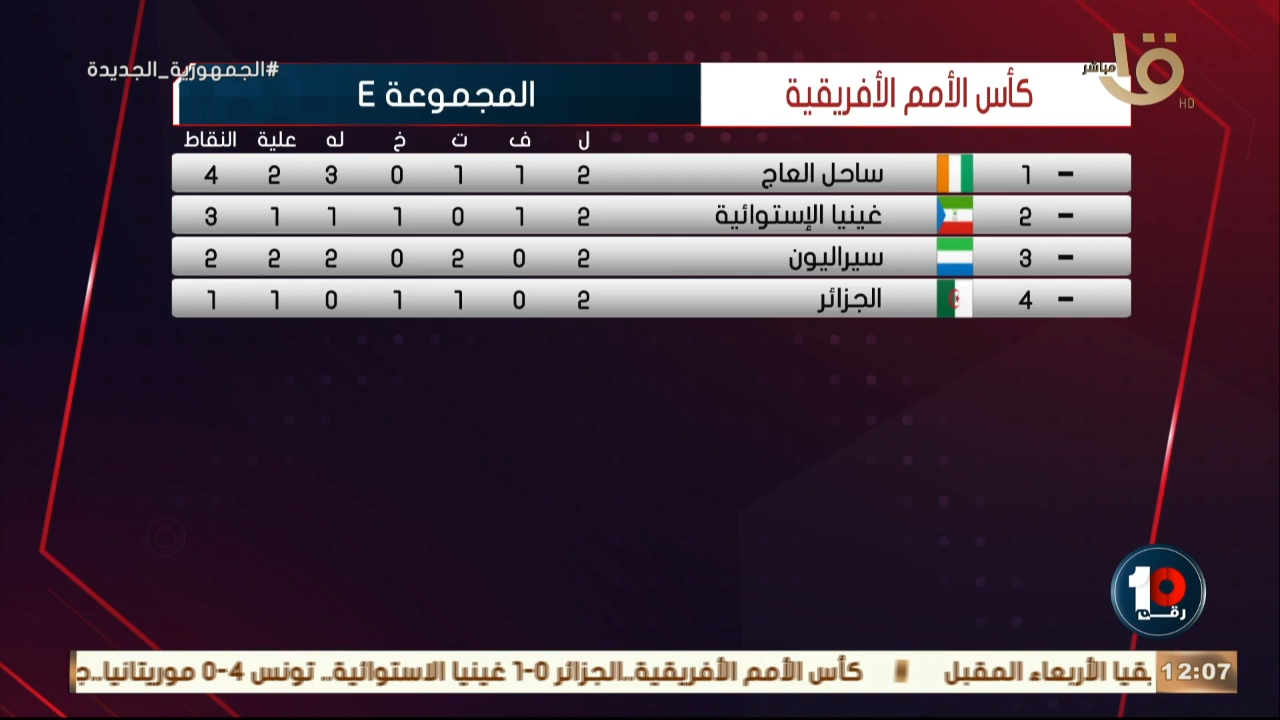 #الجمهورية_الجديدة
مباشر
HD
كأس الأمم الأفريقية
المجموعة E
ل ف ت خ له علية النقاط
- 1 ساحل العاج 2 1 1 0 3 2 4
- 2 غينيا الإستوائية 2 1 0 1 1 1 3
- 3 سيراليون 2 0 2 0 2 2 2
- 4 الجزائر 2 0 1 1 0 1 1
رقم 10
12:07 يقيا الأربعاء المقبل كأس الأمم الأفريقية..الجزائر 0-1 غينيا الاستوائية.. تونس 4-0 موريتانيا..ج